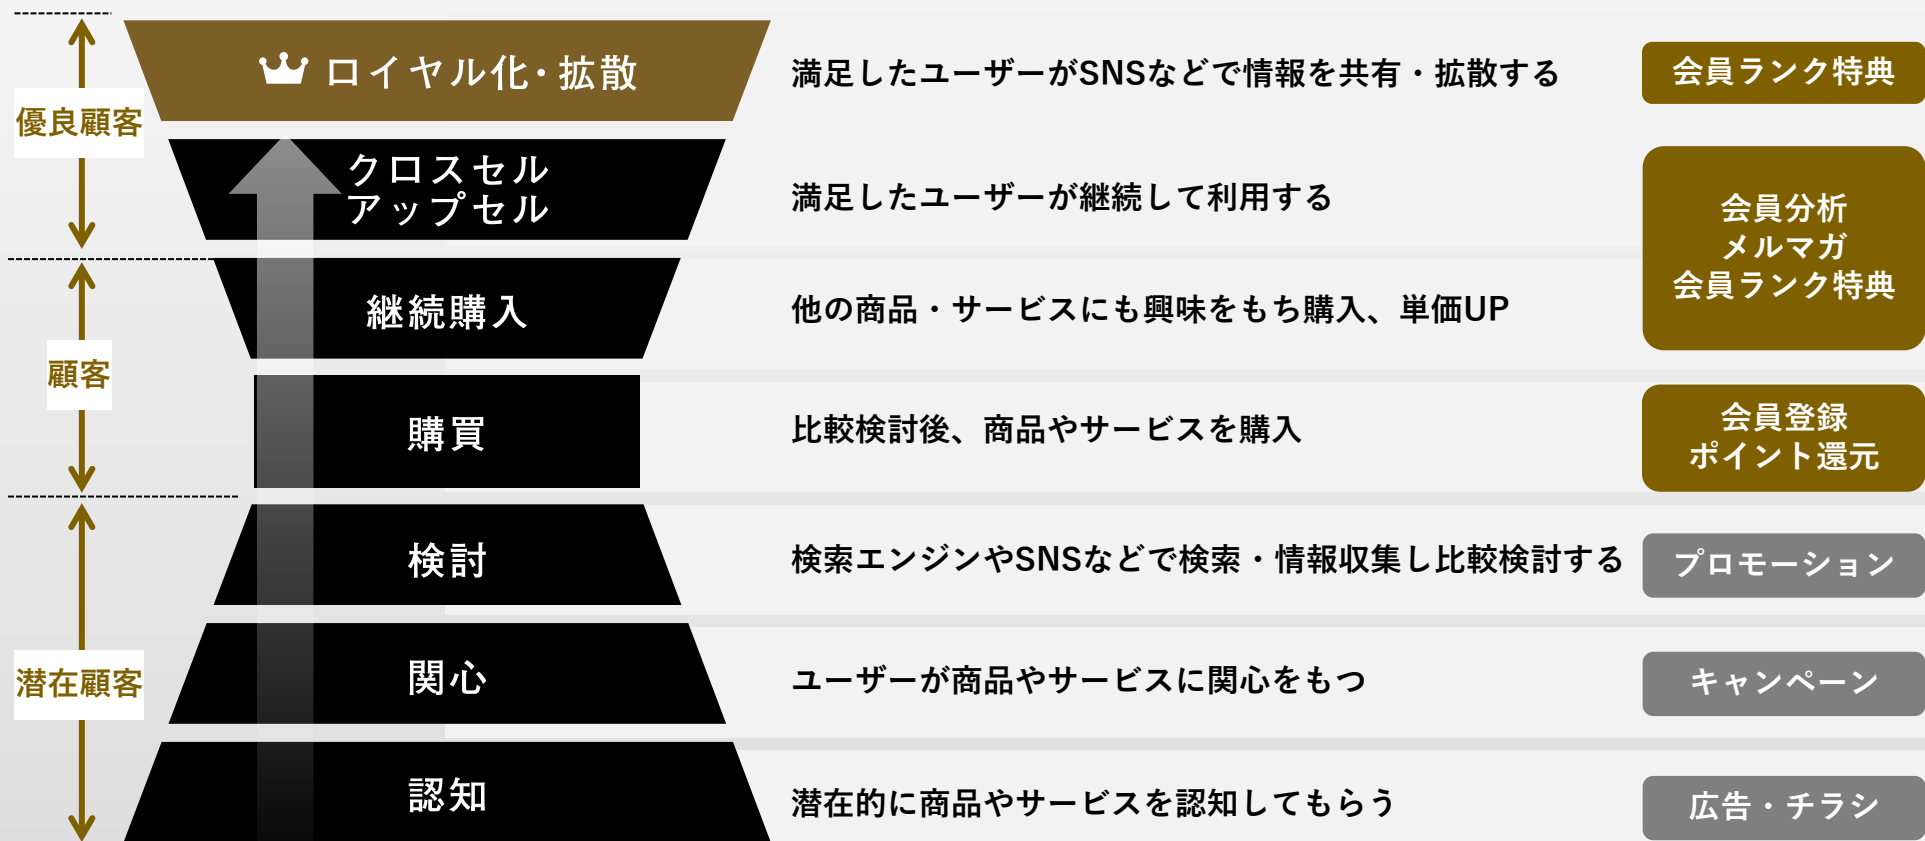 ロイヤル化・拡散
満足したユーザーがSNSなどで情報を共有・拡散する
会員ランク特典
優良顧客
クロスセル
アップセル
満足したユーザーが継続して利用する
会員分析
メルマガ
会員ランク特典
継続購入
他の商品・サービスにも興味をもち購入、単価UP
顧客
購買
比較検討後、商品やサービスを購入
会員登録
ポイント還元
検討
検索エンジンやSNSなどで検索・情報収集し比較検討する
プロモーション
潜在顧客
関心
ユーザーが商品やサービスに関心をもつ
キャンペーン
認知
潜在的に商品やサービスを認知してもらう
広告・チラシ